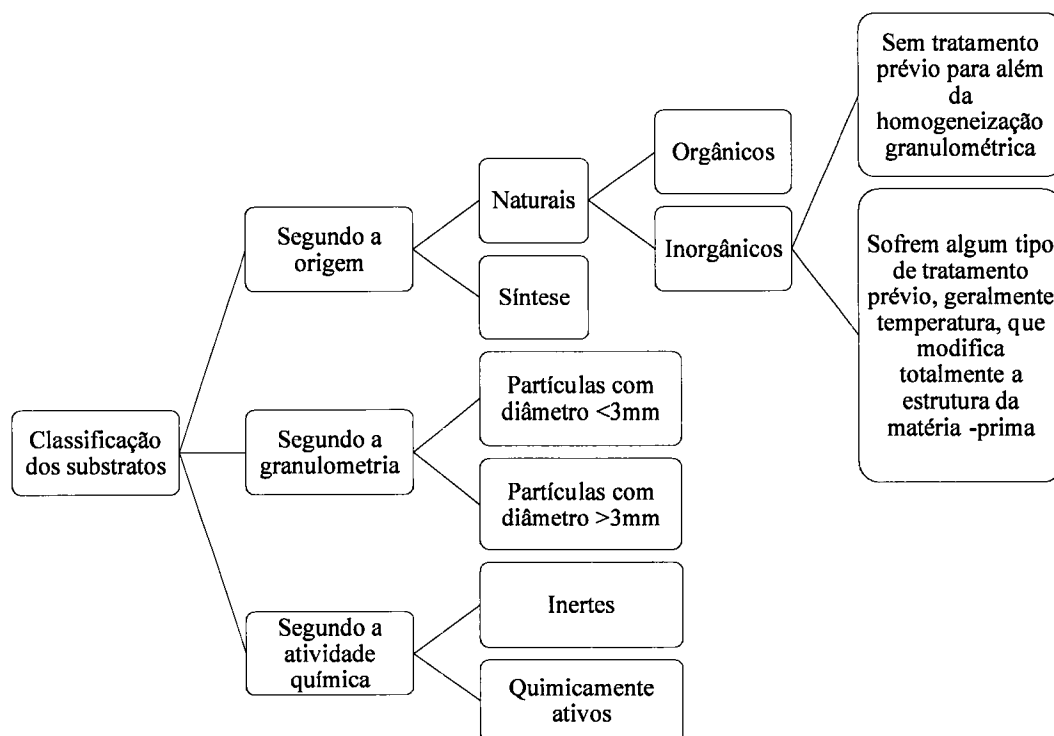 Classificação
dos substratos
Segundo a
origem
Naturais
Orgânicos
Inorgânicos
Sem tratamento
prévio para além
da
homogeneização
granulométrica
Sofrem algum tipo
de tratamento
prévio, geralmente
temperatura, que
modifica
totalmente a
estrutura da
matéria -prima
Síntese
Segundo a
granulometria
Partículas com
diâmetro <3mm
Partículas com
diâmetro >3mm
Segundo a
atividade
química
Inertes
Quimicamente
ativos